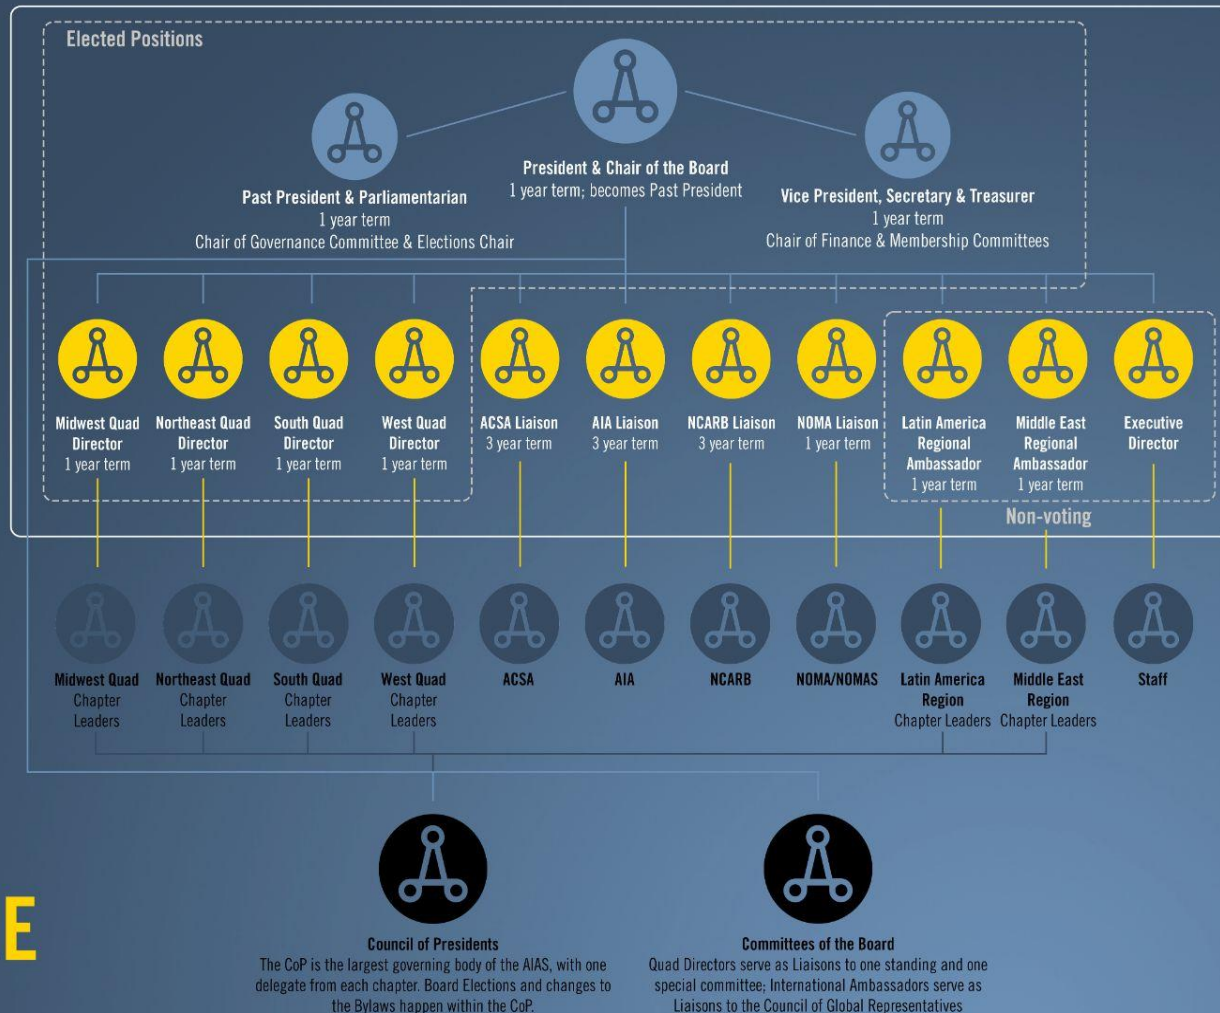 Elected Positions
President & Chair of the Board
1 year term; becomes Past President
Past President & Parliamentarian
1 year term
Chair of Governance Committee & Elections Chair
Vice President, Secretary & Treasurer
1 year term
Chair of Finance & Membership Committees
Midwest Quad
Director
1 year term
Northeast Quad
Director
1 year term
South Quad
Director
1 year term
West Quad
Director
1 year term
ACSA Liaison
3 year term
AIA Liaison
3 year term
NCARB Liaison
3 year term
NOMA Liaison
1 year term
Latin America
Regional
Ambassador
1 year term
Middle East
Regional
Ambassador
1 year term
Executive
Director
Non-voting
Midwest Quad
Chapter
Leaders
Northeast Quad
Chapter
Leaders
South Quad
Chapter
Leaders
West Quad
Chapter
Leaders
ACSA
AIA
NCARB
NOMA/NOMAS
Latin America
Region
Chapter Leaders
Middle East
Region
Chapter Leaders
Staff
E
Council of Presidents
The CoP is the largest governing body of the AIAS, with one
delegate from each chapter. Board Elections and changes to
the Bylaws happen within the CoP.
Committees of the Board
Quad Directors serve as Liaisons to one standing and one
special committee; International Ambassadors serve as
Liaisons to the Council of Global Representatives